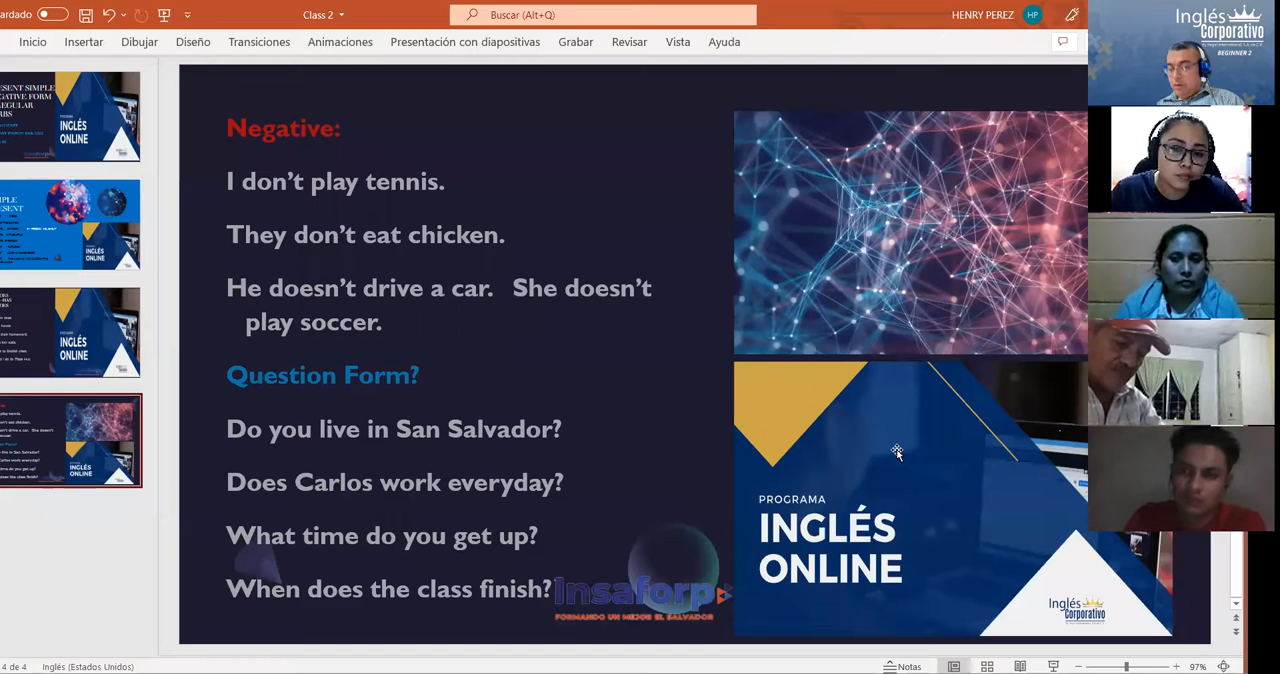 ardado
Class 2
Buscar (Alt+Q)
HENRY PEREZ
HP
Inicio
Insertar
Dibujar
Diseño
Transiciones
Animaciones
Presentación con diapositivas
Grabar
Revisar
Vista
Ayuda
Inglés
Corporativo
BEGINNER 2
INGLÉS
ONLINE
Negative:
I don't play tennis.
They don't eat chicken.
He doesn't drive a car. She doesn't
play soccer.
Question Form?
Do you live in San Salvador?
Does Carlos work everyday?
What time do you get up?
When does the class finish?
Insaforp
FORMANDO UN MEJOR EL SALVADOR
PROGRAMA
INGLÉS
ONLINE
Inglés
Corporativo
4 de 4
Inglés (Estados Unidos)
Notas
97%